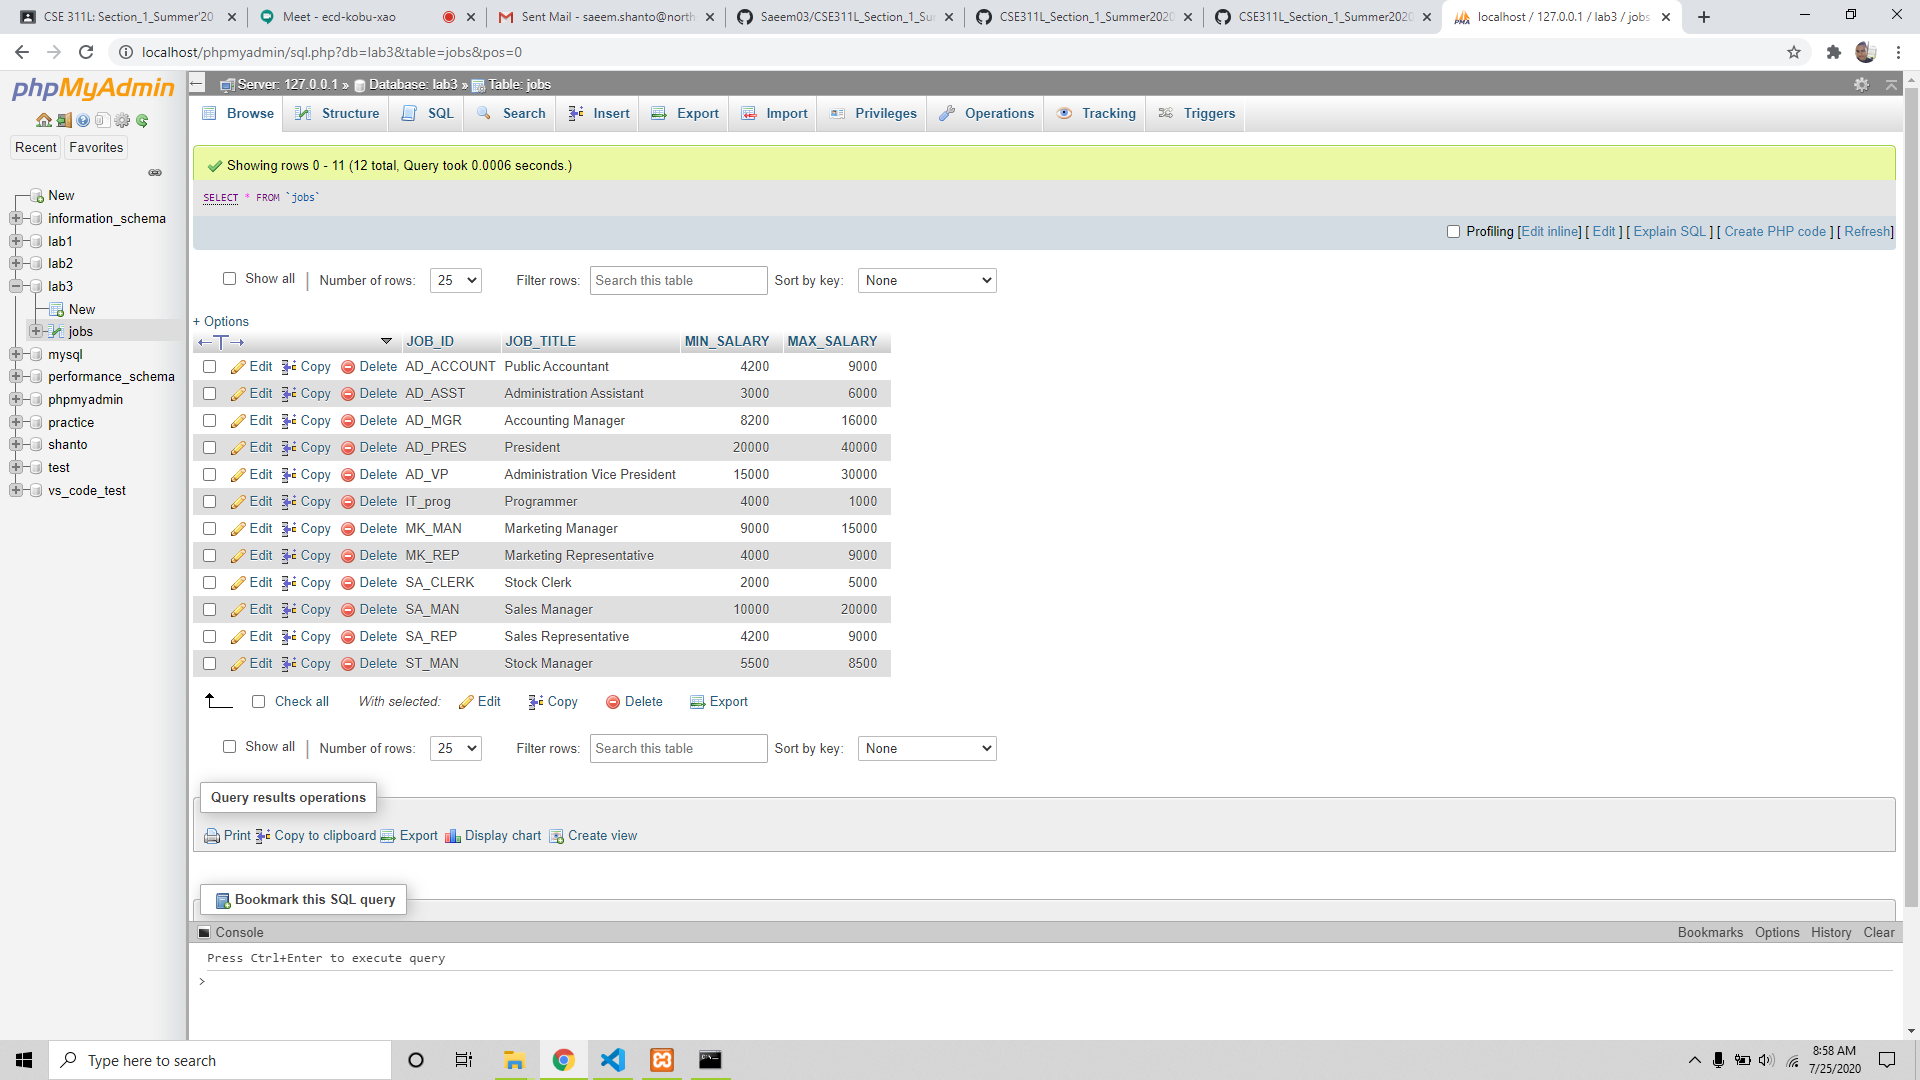 CSE 311L: Section_1_Summer'20
Meet - ecd-kobu-xao
Sent Mail - saeem.shanto@north
Saeem03/CSE311L_Section_1_Su
CSE311L_Section_1_Summer2020
CSE311L_Section_1_Summer2020
localhost / 127.0.0.1 / lab3 / jobs
localhost/phpmyadmin/sql.php?db=lab3&table=jobs&pos=0
phpMyAdmin
Server: 127.0.0.1 » Database: lab3 » Table: jobs
Browse Structure SQL Search Insert Export Import Privileges Operations Tracking Triggers
Recent Favorites
New
information_schema
lab1
lab2
lab3
New
jobs
mysql
performance_schema
phpmyadmin
practice
shanto
test
vs_code_test
Showing rows 0 - 11 (12 total, Query took 0.0006 seconds.)
SELECT * FROM `jobs`
Profiling [Edit inline] [ Edit ] [ Explain SQL ] [ Create PHP code ] [ Refresh]
Show all | Number of rows: 25 Filter rows: Search this table Sort by key: None
+ Options
JOB_ID JOB_TITLE MIN_SALARY MAX_SALARY
Edit Copy Delete AD_ACCOUNT Public Accountant 4200 9000
Edit Copy Delete AD_ASST Administration Assistant 3000 6000
Edit Copy Delete AD_MGR Accounting Manager 8200 16000
Edit Copy Delete AD_PRES President 20000 40000
Edit Copy Delete AD_VP Administration Vice President 15000 30000
Edit Copy Delete IT_prog Programmer 4000 1000
Edit Copy Delete MK_MAN Marketing Manager 9000 15000
Edit Copy Delete MK_REP Marketing Representative 4000 9000
Edit Copy Delete SA_CLERK Stock Clerk 2000 5000
Edit Copy Delete SA_MAN Sales Manager 10000 20000
Edit Copy Delete SA_REP Sales Representative 4200 9000
Edit Copy Delete ST_MAN Stock Manager 5500 8500
Check all With selected: Edit Copy Delete Export
Show all | Number of rows: 25 Filter rows: Search this table Sort by key: None
Query results operations
Print Copy to clipboard Export Display chart Create view
Bookmark this SQL query
Console Bookmarks Options History Clear
Press Ctrl+Enter to execute query
>
Type here to search
8:58 AM
7/25/2020